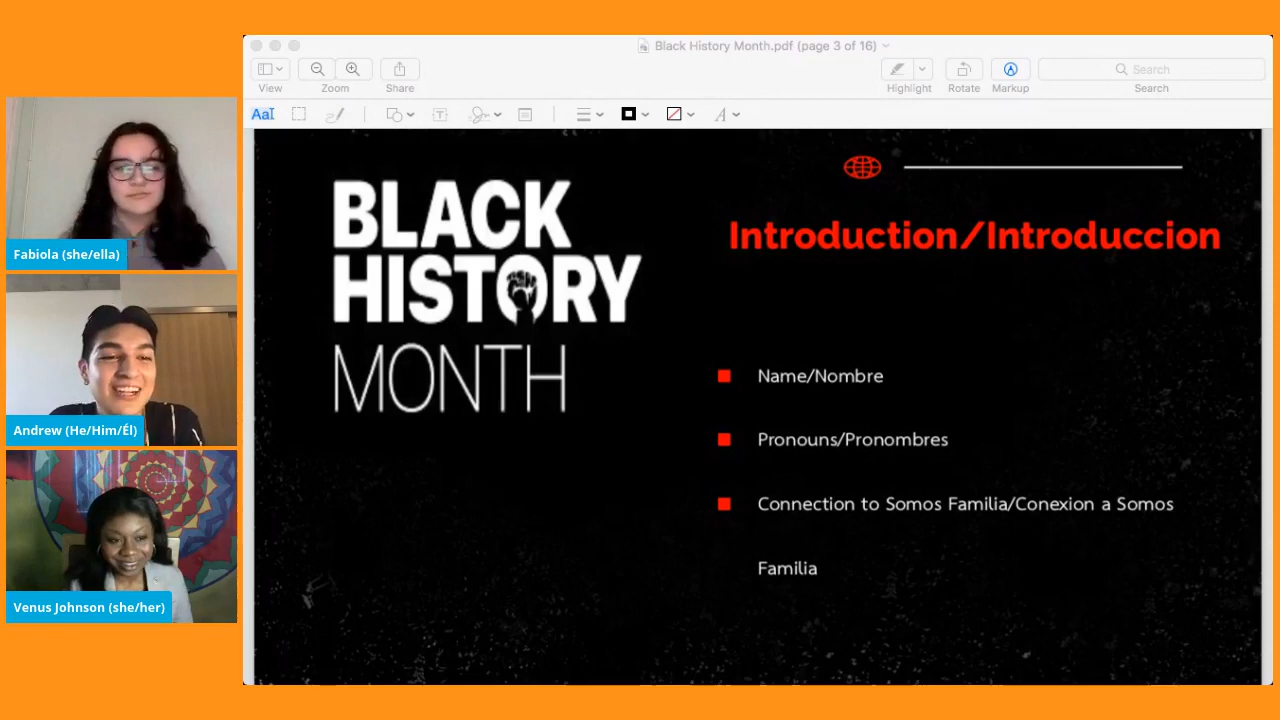 Black History Month.pdf (page 3 of 16)
View
Zoom
Share
Highlight
Rotate
Markup
Search
Search
AaI
T
A
Fabiola (she/ella)
Andrew (He/Him/Él)
Venus Johnson (she/her)
BLACK
HISTORY
MONTH
Introduction/Introduccion
Name/Nombre
Pronouns/Pronombres
Connection to Somos Familia/Conexion a Somos
Familia